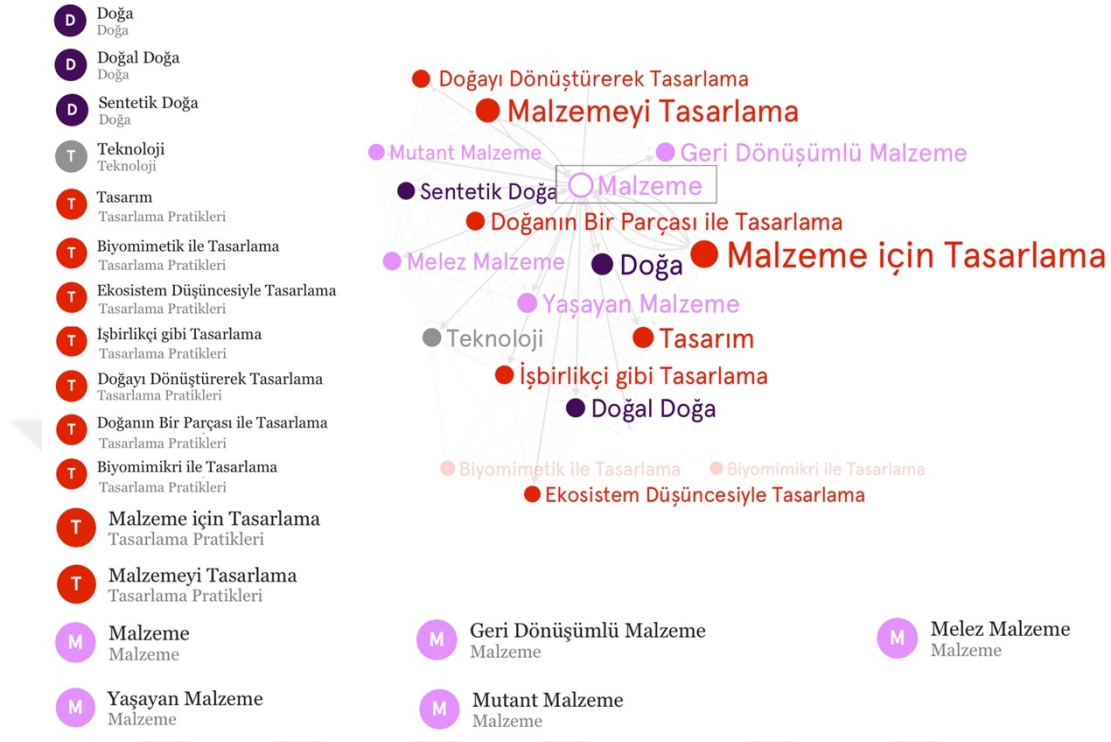 D Doğa
Doğa
D Doğal Doğa
Doğa
D Sentetik Doğa
Doğa
T Teknoloji
Teknoloji
T Tasarım
Tasarlama Pratikleri
T Biyomimetik ile Tasarlama
Tasarlama Pratikleri
T Ekosistem Düşüncesiyle Tasarlama
Tasarlama Pratikleri
T İşbirlikçi gibi Tasarlama
Tasarlama Pratikleri
T Doğayı Dönüştürerek Tasarlama
Tasarlama Pratikleri
T Doğanın Bir Parçası ile Tasarlama
Tasarlama Pratikleri
T Biyomimikri ile Tasarlama
Tasarlama Pratikleri
T Malzeme için Tasarlama
Tasarlama Pratikleri
T Malzemeyi Tasarlama
Tasarlama Pratikleri
M Malzeme
Malzeme
M Yaşayan Malzeme
Malzeme
M Geri Dönüşümlü Malzeme
Malzeme
M Mutant Malzeme
Malzeme
M Melez Malzeme
Malzeme
Doğayı Dönüştürerek Tasarlama
Malzemeyi Tasarlama
Mutant Malzeme
Geri Dönüşümlü Malzeme
Malzeme
Sentetik Doğa
Doğanın Bir Parçası ile Tasarlama
Malzeme için Tasarlama
Melez Malzeme
Doğa
Yaşayan Malzeme
Teknoloji
Tasarım
İşbirlikçi gibi Tasarlama
Doğal Doğa
Biyomimetik ile Tasarlama
Biyomimikri ile Tasarlama
Ekosistem Düşüncesiyle Tasarlama